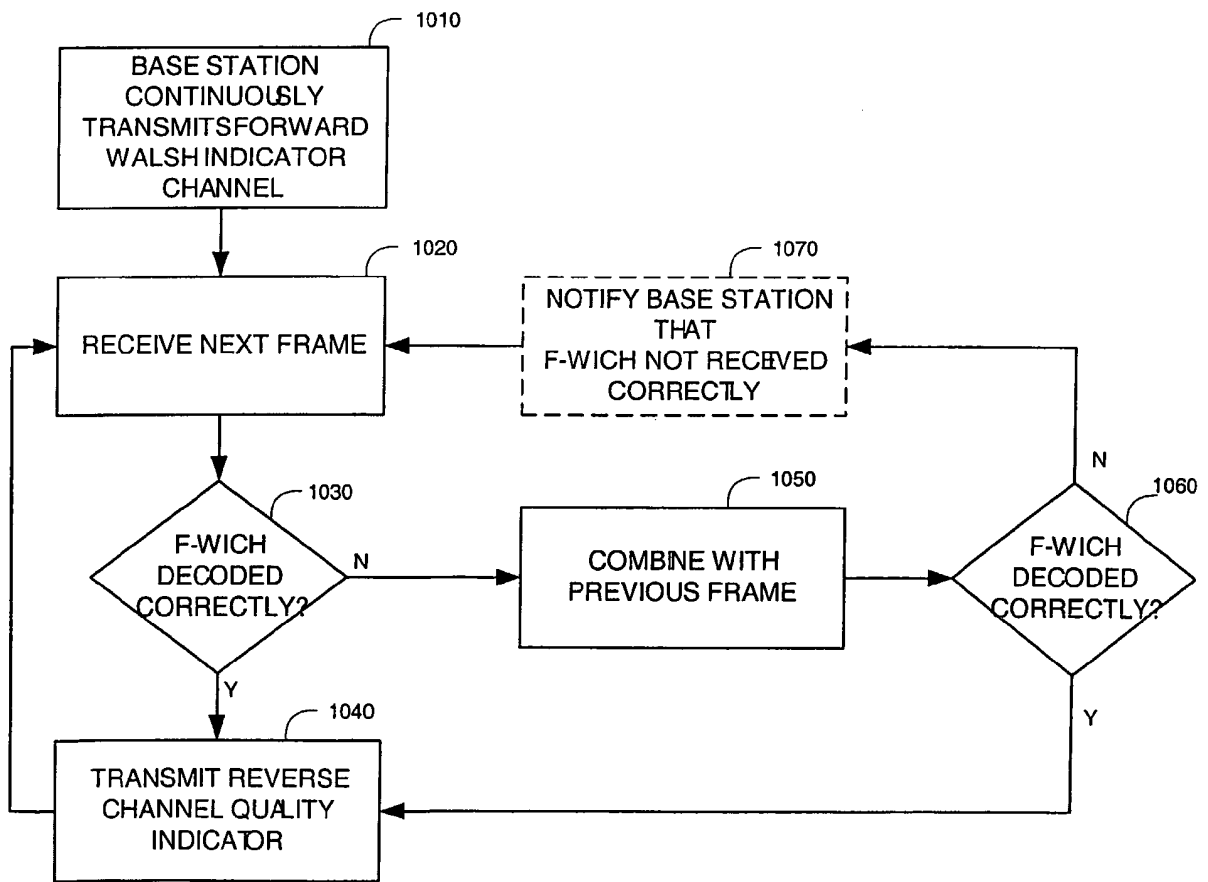 1010
BASE STATION
CONTINUOUSLY
TRANSMITS FORWARD
WALSH INDICATOR
CHANNEL
1020
RECEIVE NEXT FRAME
1070
NOTIFY BASE STATION
THAT
F-WICH NOT RECEIVED
CORRECTLY
1030
F-WICH
DECODED
CORRECTLY?
N
Y
1050
COMBINE WITH
PREVIOUS FRAME
1060
F-WICH
DECODED
CORRECTLY?
N
Y
1040
TRANSMIT REVERSE
CHANNEL QUALITY
INDICATOR